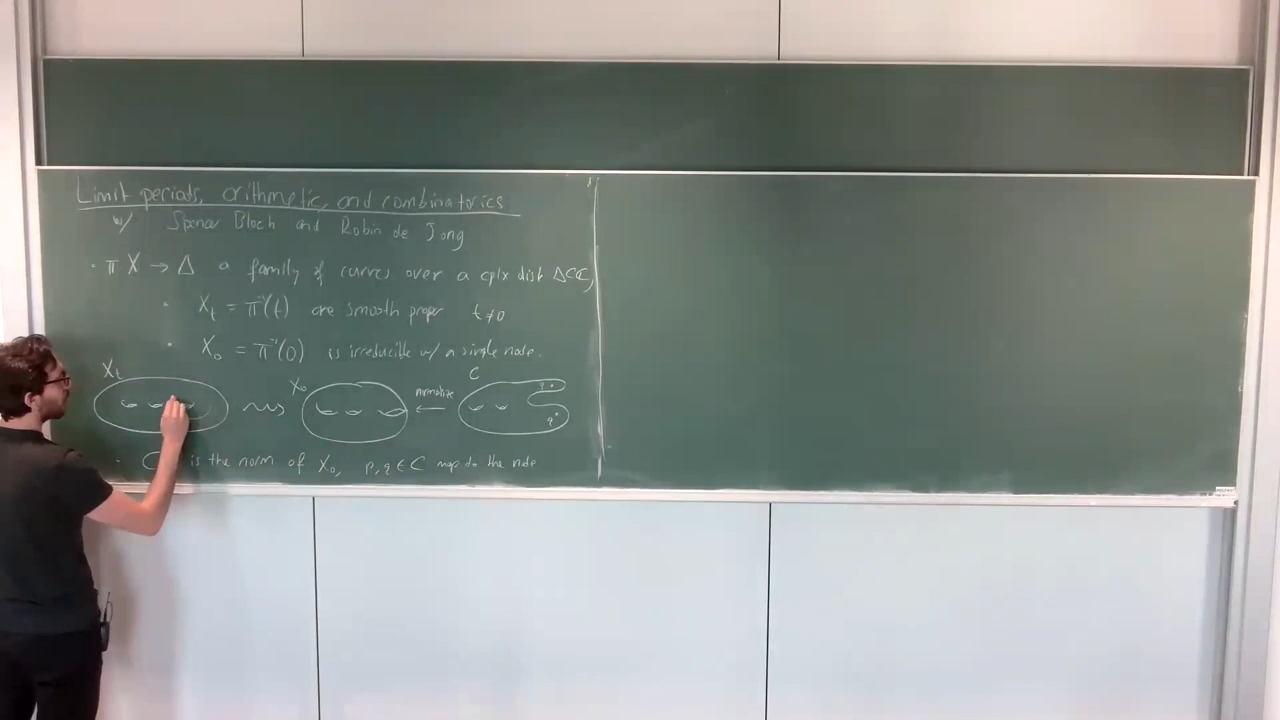 Limit periods, arithmetic, and combinatorics
w/ Spencer Bloch and Robin de Jong
· π X → Δ a family of curves over a cplx disk Δ⊂ℂ,
· X_t = π⁻¹(t) are smooth proper t≠0
· X_0 = π⁻¹(0) is irreducible w/ a single node.
X_t X_0 normalize C
q·
· C is the norm of X_0, p,q ∈ C map to the node